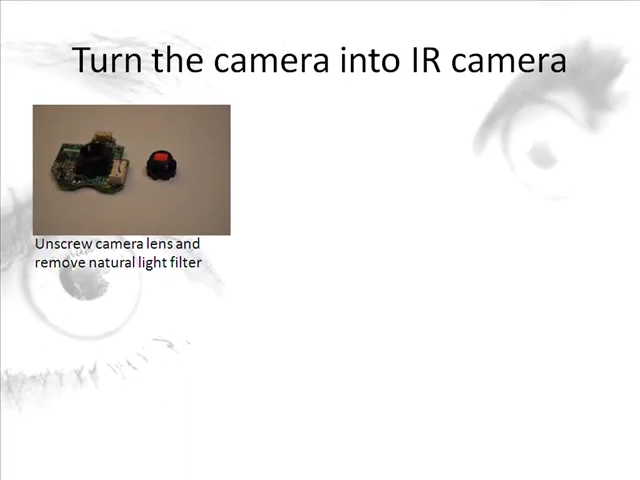 Turn the camera into IR camera
Unscrew camera lens and
remove natural light filter